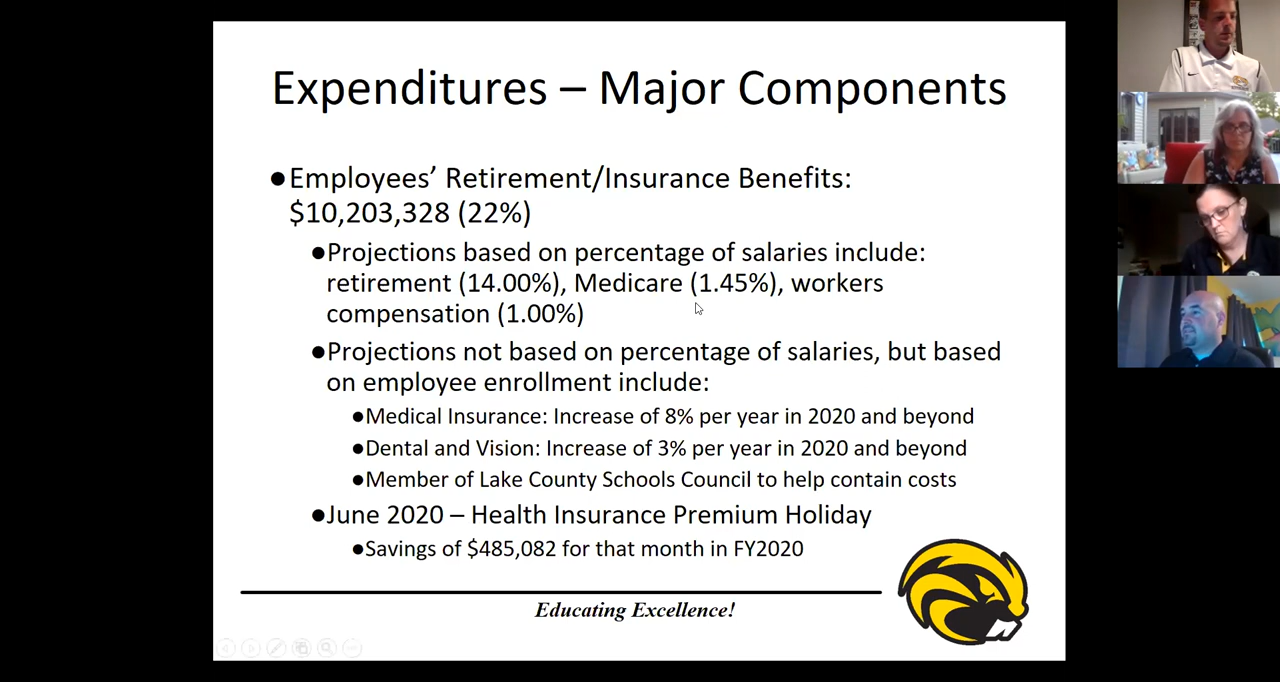 Expenditures – Major Components
●Employees’ Retirement/Insurance Benefits:
$10,203,328 (22%)
●Projections based on percentage of salaries include:
retirement (14.00%), Medicare (1.45%), workers
compensation (1.00%)
●Projections not based on percentage of salaries, but based
on employee enrollment include:
●Medical Insurance: Increase of 8% per year in 2020 and beyond
●Dental and Vision: Increase of 3% per year in 2020 and beyond
●Member of Lake County Schools Council to help contain costs
●June 2020 – Health Insurance Premium Holiday
●Savings of $485,082 for that month in FY2020
Educating Excellence!